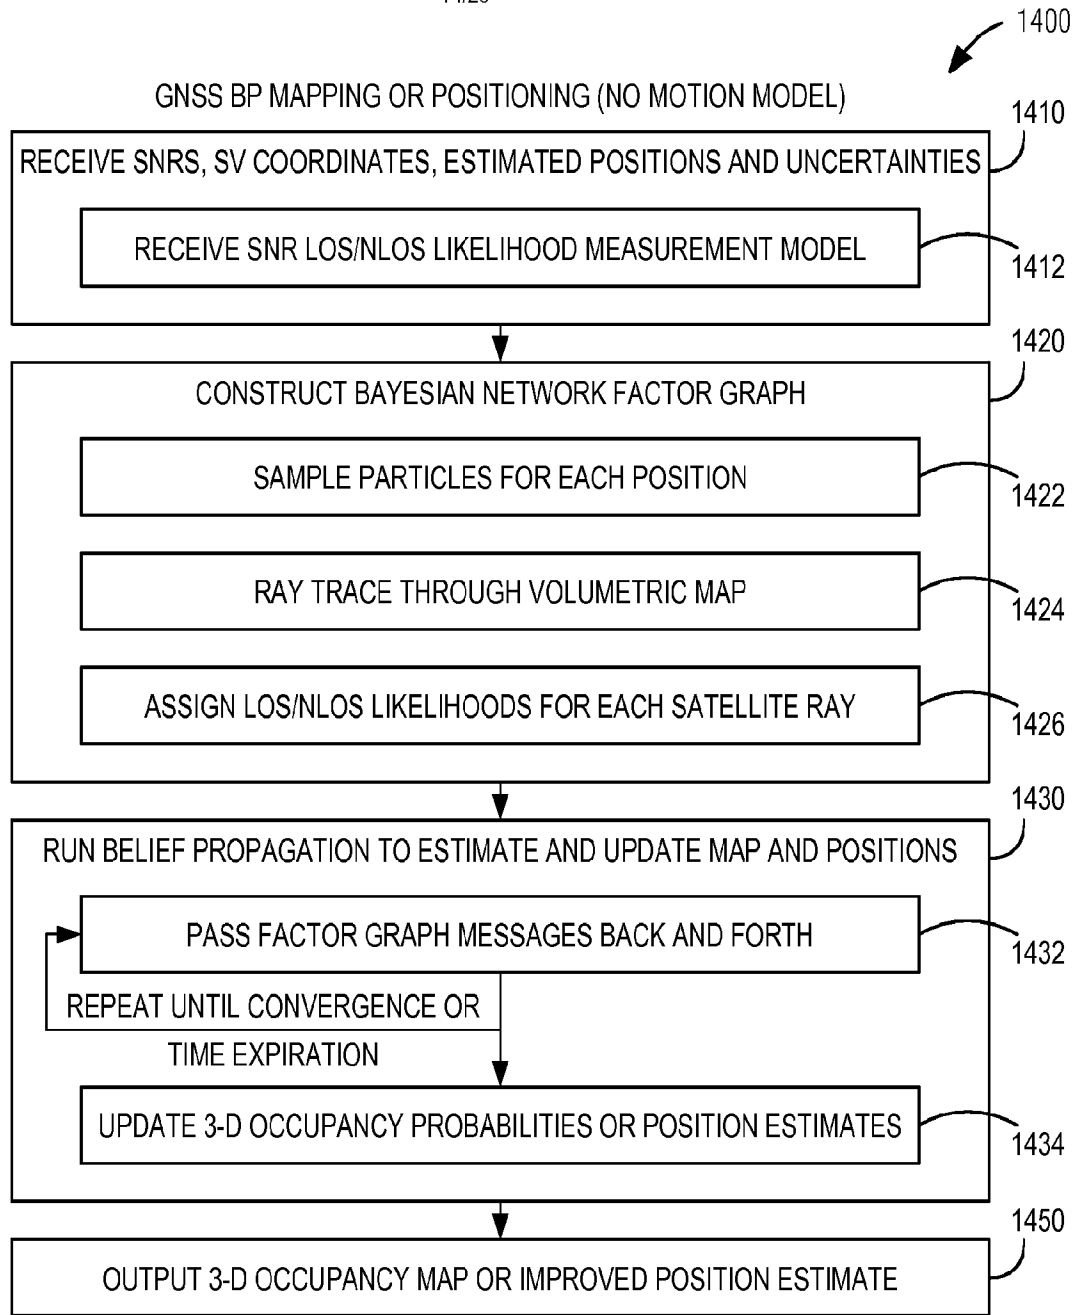 1400
GNSS BP MAPPING OR POSITIONING (NO MOTION MODEL)
1410
RECEIVE SNRS, SV COORDINATES, ESTIMATED POSITIONS AND UNCERTAINTIES
RECEIVE SNR LOS/NLOS LIKELIHOOD MEASUREMENT MODEL
1412
1420
CONSTRUCT BAYESIAN NETWORK FACTOR GRAPH
SAMPLE PARTICLES FOR EACH POSITION
1422
RAY TRACE THROUGH VOLUMETRIC MAP
1424
ASSIGN LOS/NLOS LIKELIHOODS FOR EACH SATELLITE RAY
1426
1430
RUN BELIEF PROPAGATION TO ESTIMATE AND UPDATE MAP AND POSITIONS
PASS FACTOR GRAPH MESSAGES BACK AND FORTH
1432
REPEAT UNTIL CONVERGENCE OR
TIME EXPIRATION
UPDATE 3-D OCCUPANCY PROBABILITIES OR POSITION ESTIMATES
1434
1450
OUTPUT 3-D OCCUPANCY MAP OR IMPROVED POSITION ESTIMATE